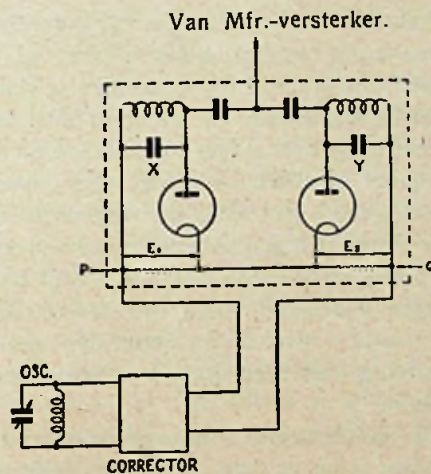 Van Mfr.-versterker.
X
Y
E₁
E₂
P
Q
OSC.
CORRECTOR